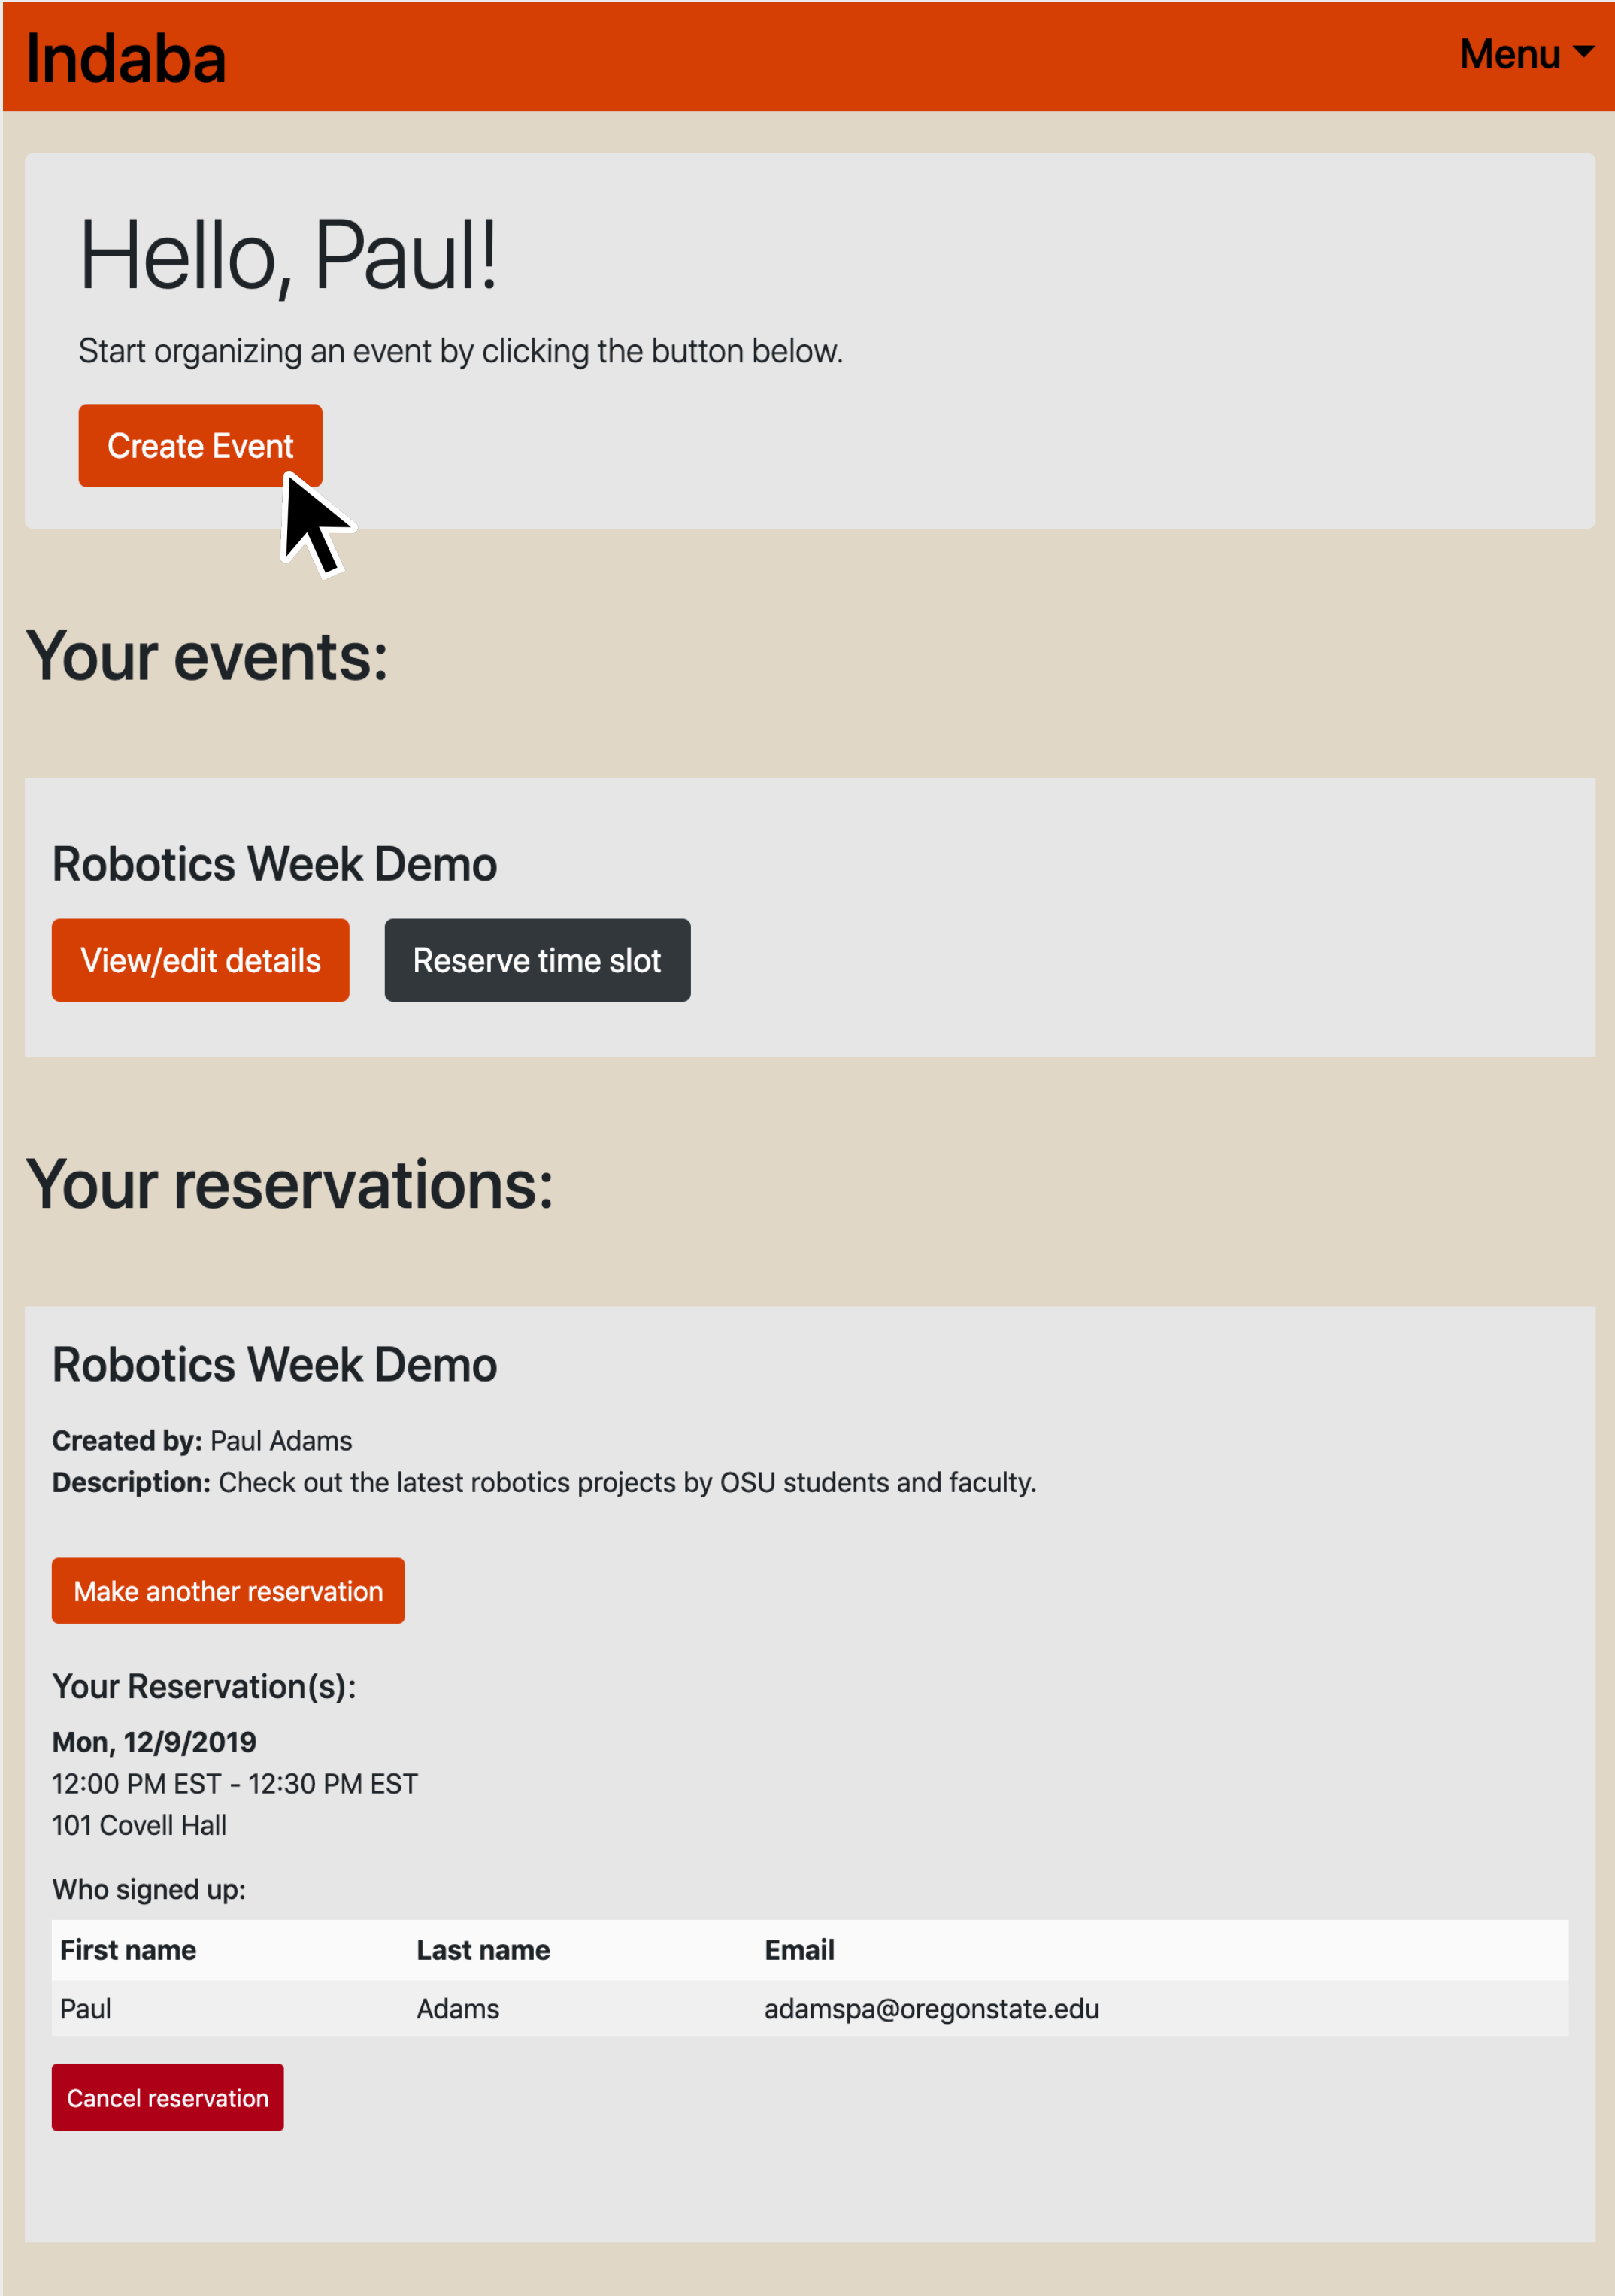 Indaba
Menu
Hello, Paul!
Start organizing an event by clicking the button below.
Create Event
Your events:
Robotics Week Demo
View/edit details
Reserve time slot
Your reservations:
Robotics Week Demo
Created by: Paul Adams
Description: Check out the latest robotics projects by OSU students and faculty.
Make another reservation
Your Reservation(s):
Mon, 12/9/2019
12:00 PM EST - 12:30 PM EST
101 Covell Hall
Who signed up:
First name Last name Email
Paul Adams adamspa@oregonstate.edu
Cancel reservation